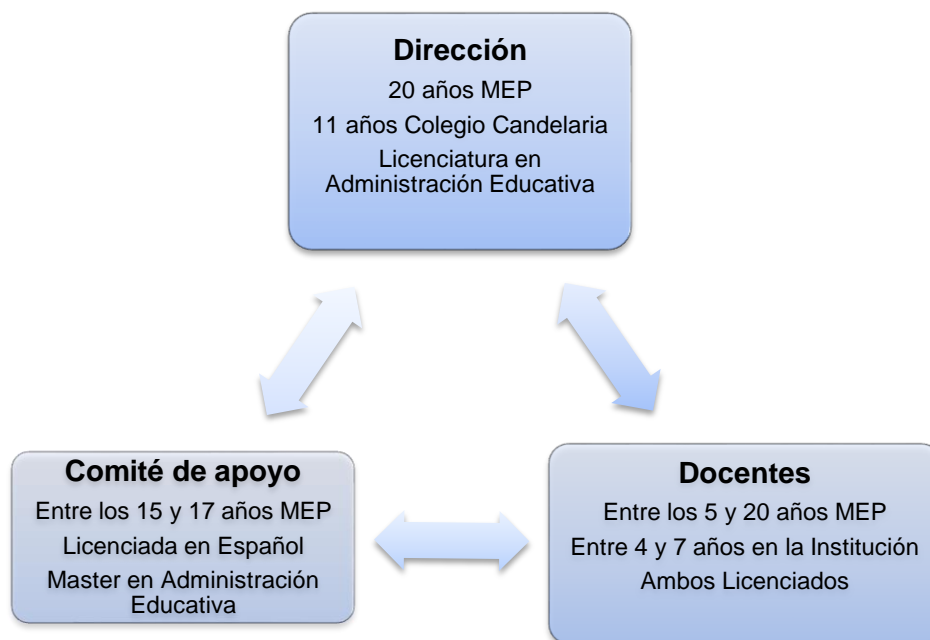 Dirección
20 años MEP
11 años Colegio Candelaria
Licenciatura en
Administración Educativa
Comité de apoyo
Entre los 15 y 17 años MEP
Licenciada en Español
Master en Administración
Educativa
Docentes
Entre los 5 y 20 años MEP
Entre 4 y 7 años en la Institución
Ambos Licenciados